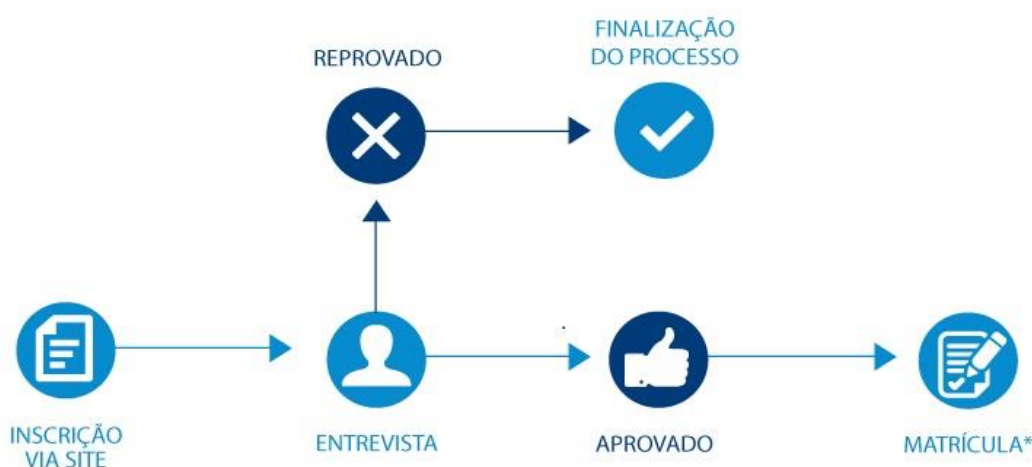 FINALIZAÇÃO
DO PROCESSO
REPROVADO
INSCRIÇÃO
VIA SITE
ENTREVISTA
APROVADO
MATRÍCULA*